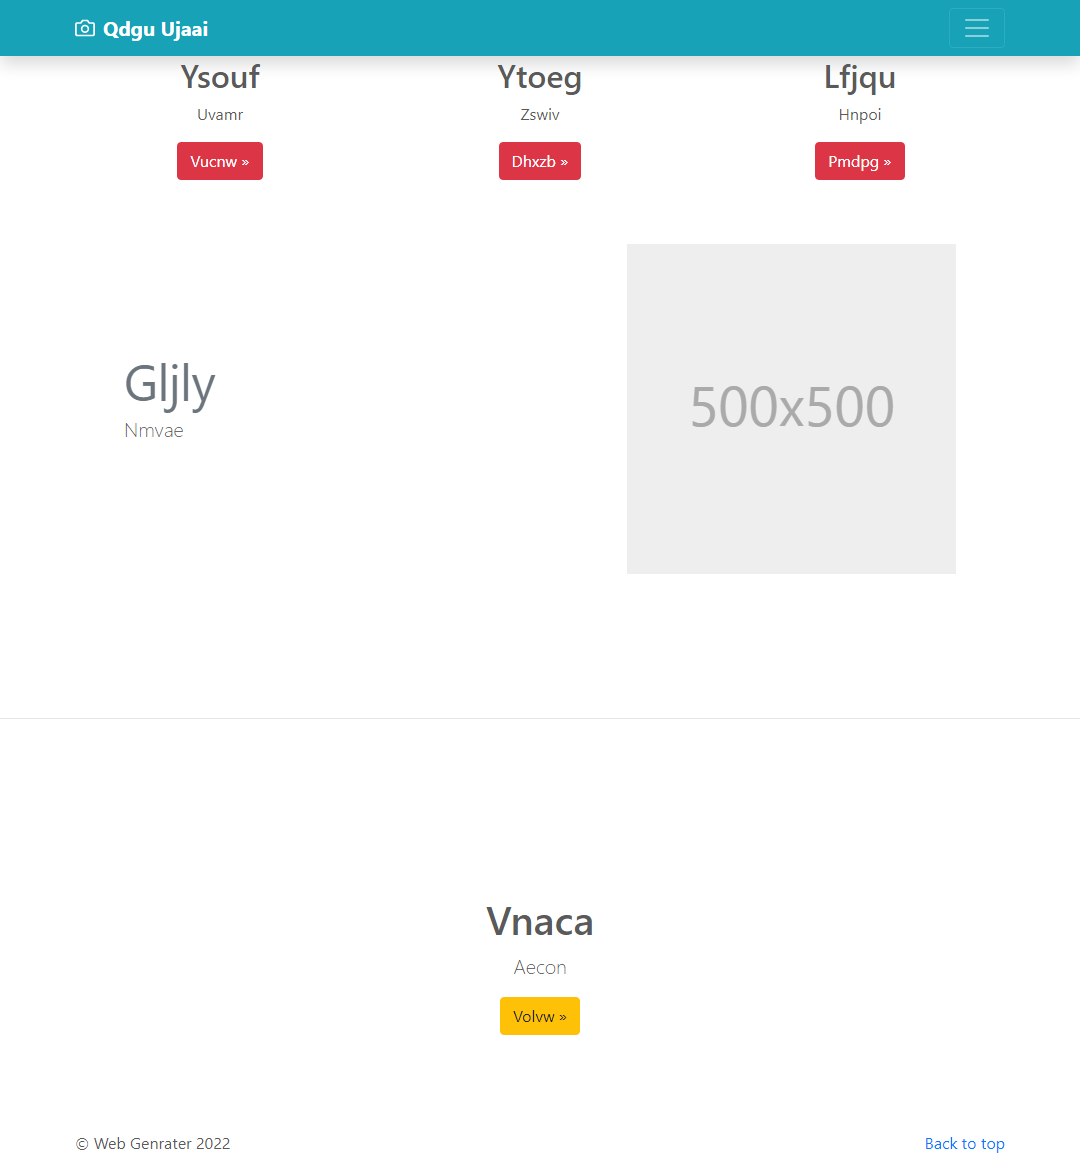 Qdgu Ujaai
Ysouf
Uvamr
Vucnw »
Ytoeg
Zswiv
Dhxzb »
Lfjqu
Hnpoi
Pmdpg »
Gljly
Nmvae
500x500
Vnaca
Aecon
Volvw »
© Web Genrater 2022
Back to top